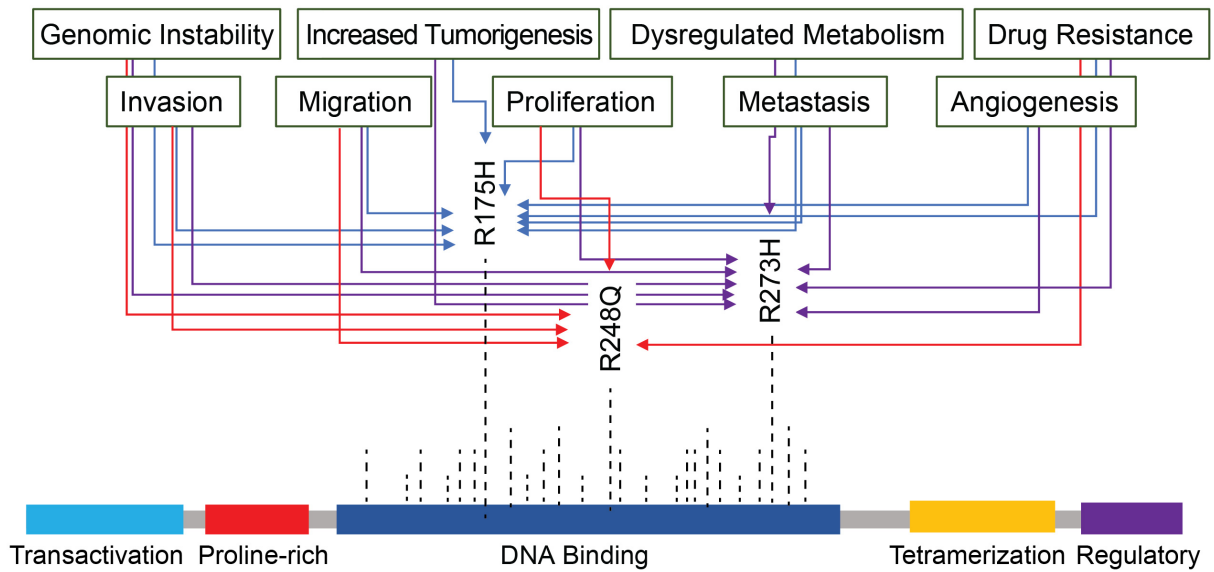 Genomic Instability
Increased Tumorigenesis
Dysregulated Metabolism
Drug Resistance
Invasion
Migration
Proliferation
Metastasis
Angiogenesis
R175H
R248Q
R273H
Transactivation
Proline-rich
DNA Binding
Tetramerization
Regulatory